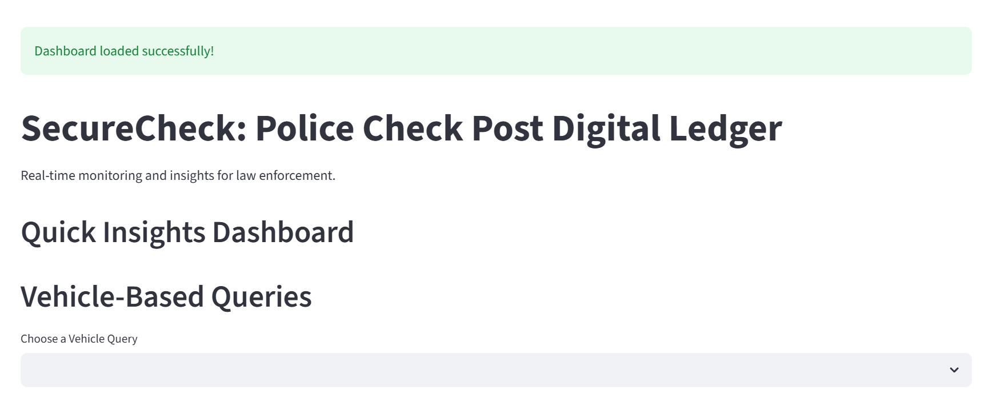 Dashboard loaded successfully!
SecureCheck: Police Check Post Digital Ledger
Real-time monitoring and insights for law enforcement.
Quick Insights Dashboard
Vehicle-Based Queries
Choose a Vehicle Query